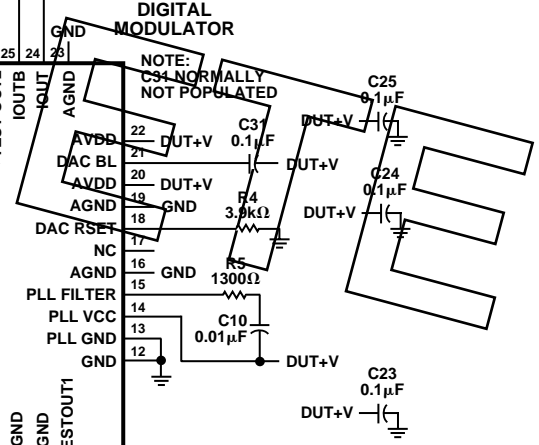 DIGITAL
MODULATOR
GND
25 24 23
IOUTB
IOUT
AGND
NOTE:
C31 NORMALLY
NOT POPULATED
C25
0.1μF
DUT+V
C31
0.1μF
AVDD 22 DUT+V
DAC BL 21 DUT+V
AVDD 20 DUT+V
C24
0.1μF
DUT+V
AGND 19 GND
R4
3.9kΩ
DAC RSET 18
NC 17
AGND 16 GND
R5
1300Ω
PLL FILTER 15
PLL VCC 14
C10
0.01μF
PLL GND 13
GND 12 DUT+V
C23
0.1μF
DUT+V
GND
GND
ESTOUT1